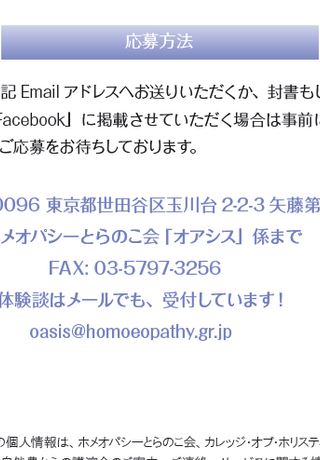 応募方法
記 Email アドレスへお送りいただくか、封書もし
Facebook」に掲載させていただく場合は事前に
ご応募をお待ちしております。
0096 東京都世田谷区玉川台 2-2-3 矢藤第
メオパシーとらのこ会「オアシス」係まで
FAX: 03-5797-3256
体験談はメールでも、受付しています！
oasis@homoeopathy.gr.jp
の個人情報は、ホメオパシーとらのこ会、カレッジ・オブ・ホリステ